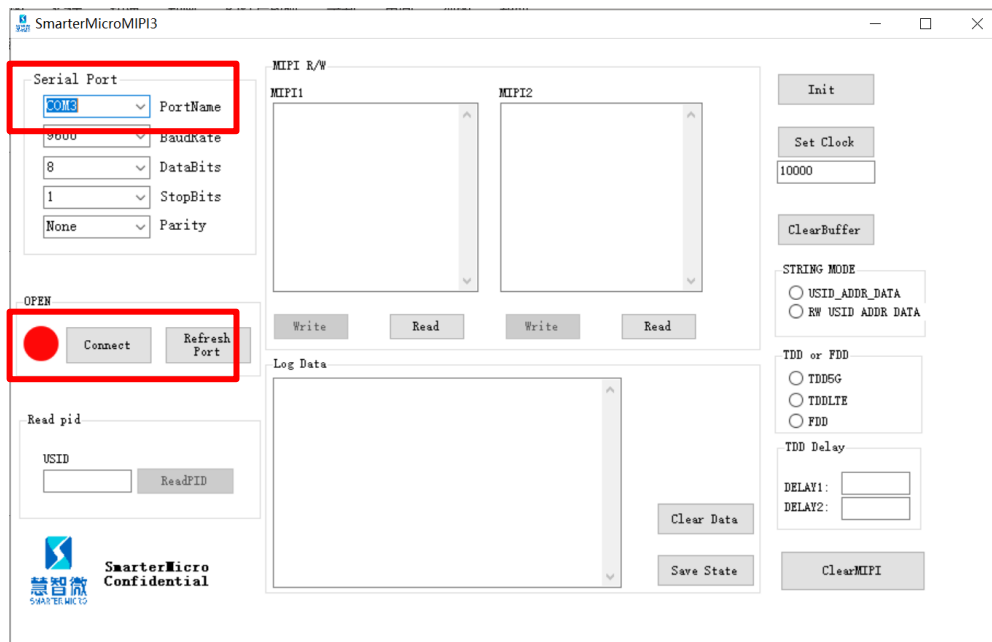 SmarterMicroMIPI3
Serial Port
COM3 PortName
9600 BaudRate
8 DataBits
1 StopBits
None Parity
OPEN
Connect
Refresh
Port
Read pid
USID
ReadPID
慧智微
SMARTER MICRO
SmarterMicro
Confidential
MIPI R/W
MIPI1
MIPI2
Write
Read
Write
Read
Log Data
Clear Data
Save State
Init
Set Clock
10000
ClearBuffer
STRING MODE
USID_ADDR_DATA
RW USID ADDR DATA
TDD or FDD
TDD5G
TDDLTE
FDD
TDD Delay
DELAY1:
DELAY2:
ClearMIPI